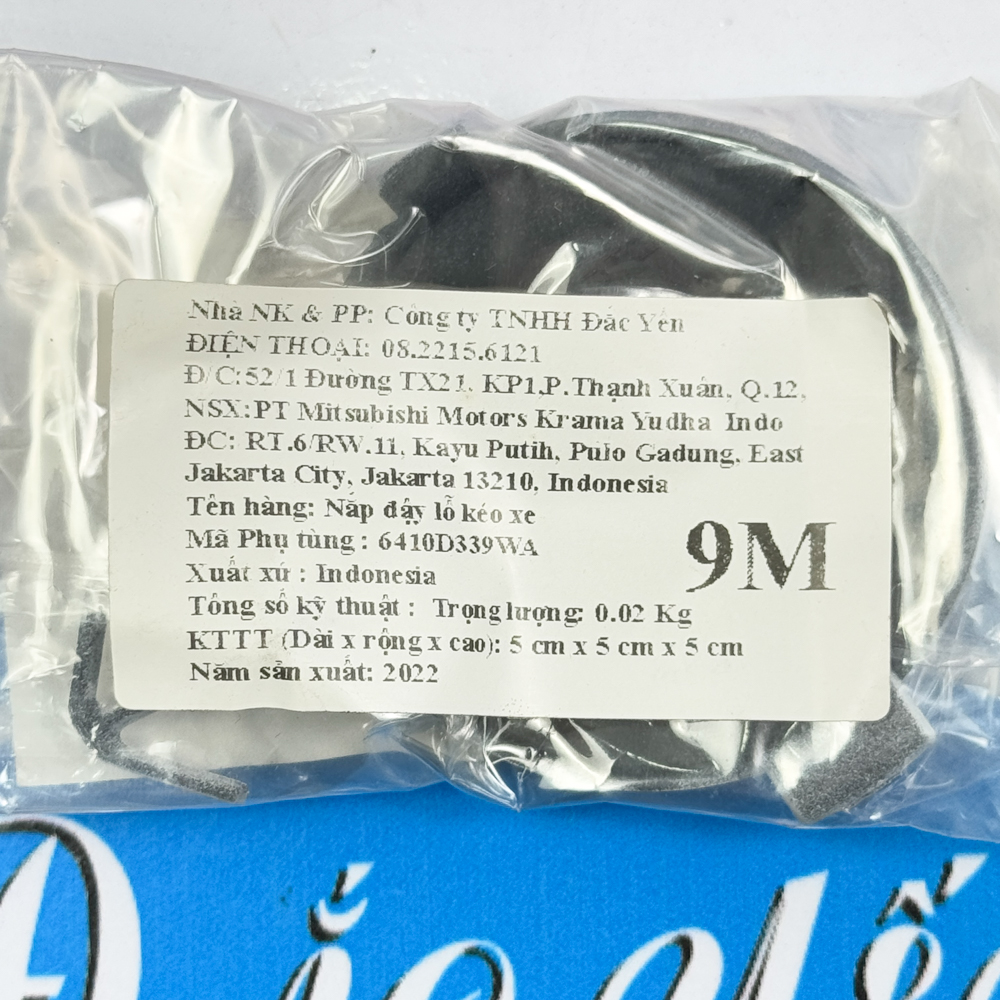 Nhà NK & PP: Công ty TNHH Đắc Yến
ĐIỆN THOẠI: 08.2215.6121
Đ/C:52/1 Đường TX21, KP1,P.Thạnh Xuân, Q.12,
NSX:PT Mitsubishi Motors Krama Yudha Indo
ĐC: RT.6/RW.11, Kayu Putih, Pulo Gadung, East
Jakarta City, Jakarta 13210, Indonesia
Tên hàng: Nắp đậy lỗ kéo xe
Mã Phụ tùng : 6410D339WA
Xuất xứ : Indonesia
9M
Tổng số kỹ thuật : Trọng lượng: 0.02 Kg
KTTT (Dài x rộng x cao): 5 cm x 5 cm x 5 cm
Năm sản xuất: 2022
Đắc Yến